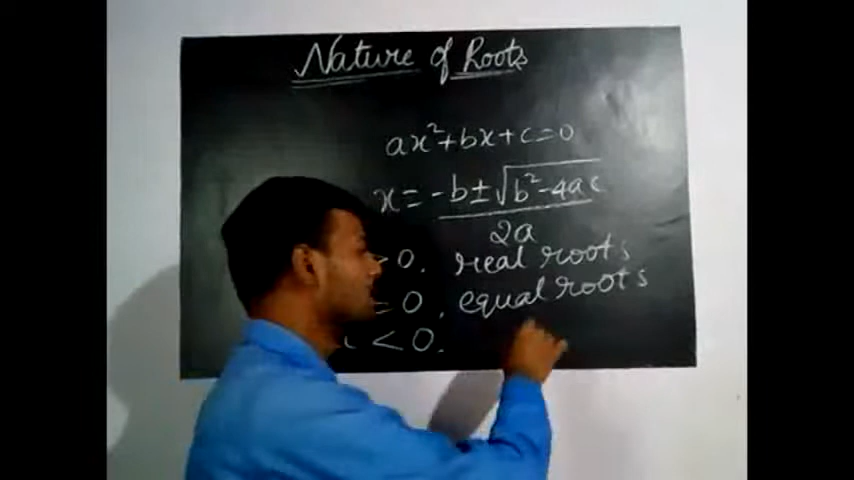 Nature of Roots
ax²+bx+c=0
x = -b±√b²-4ac
2a
> 0. real roots
= 0, equal roots
c < 0.